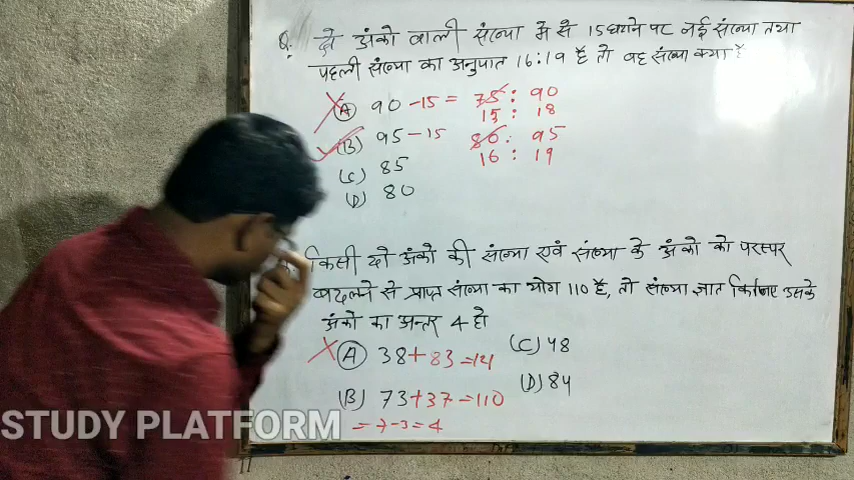 Q. दो अंको वाली संख्या में से 15 घटाने पर नई संख्या तथा
पहली संख्या का अनुपात 16:19 है तो वह संख्या क्या है
(A) 90 - 15 = 75 : 90
15 : 18
(B) 95 - 15 80 : 95
16 : 19
(C) 85
(D) 80
किसी दो अंको की संख्या एवं संख्या के अंको को परस्पर
बदलने से प्राप्त संख्या का योग 110 है, तो संख्या ज्ञात किजिए उसके
अंको का अन्तर 4 हो
(A) 38 + 83 = 121 (C) 48
(B) 73 + 37 = 110 (D) 84
= 7 - 3 = 4
STUDY PLATFORM